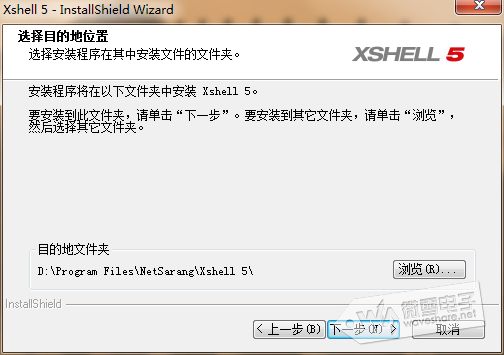 Xshell 5 - InstallShield Wizard
选择目的地位置
选择安装程序在其中安装文件的文件夹。
XSHELL 5
安装程序将在以下文件夹中安装 Xshell 5。
要安装到此文件夹，请单击“下一步”。要安装到其它文件夹，请单击“浏览”，
然后选择其它文件夹。
目的地文件夹
D:\Program Files\NetSarang\Xshell 5\
浏览(R)...
InstallShield
微雪电子
waveshare.net
< 上一步(B)
下一步(N) >
取消